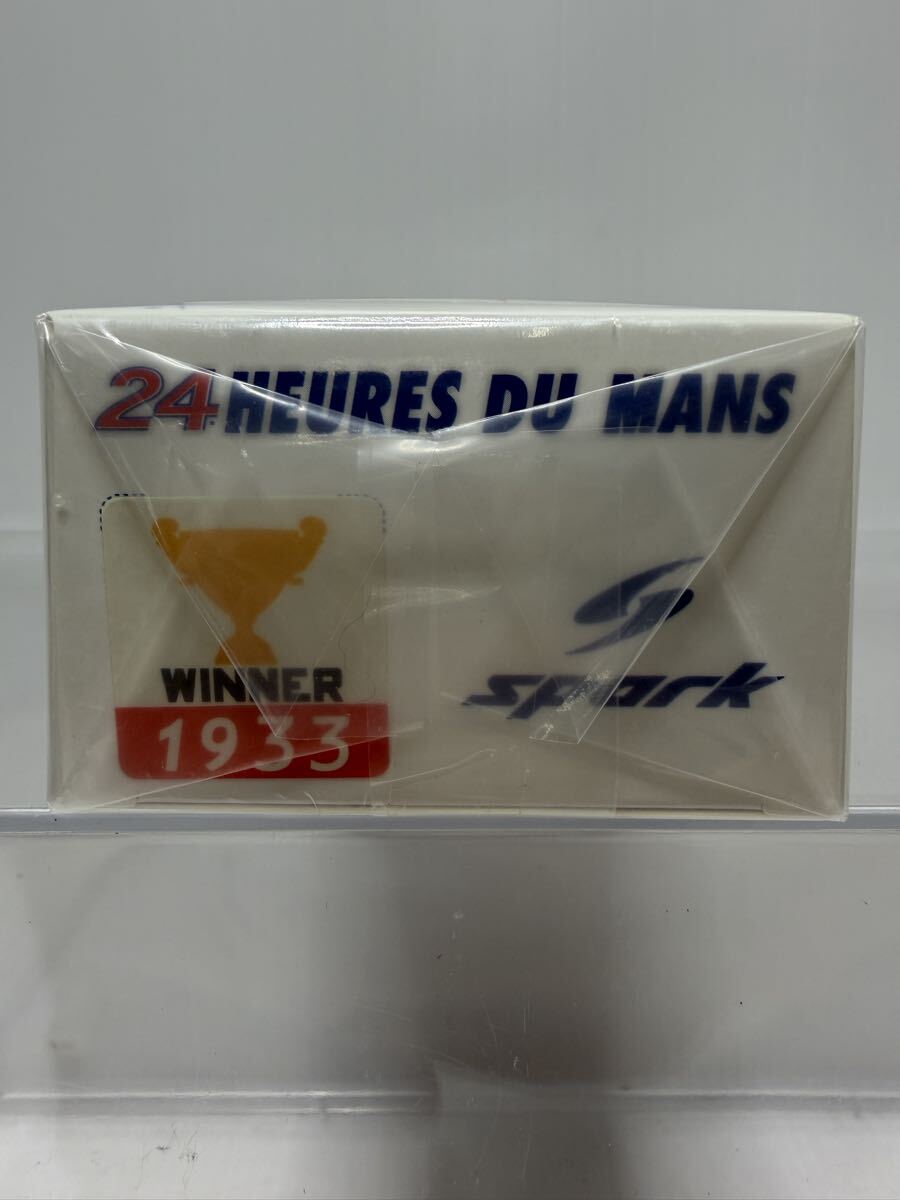 24 HEURES DU MANS
WINNER
1933
spark